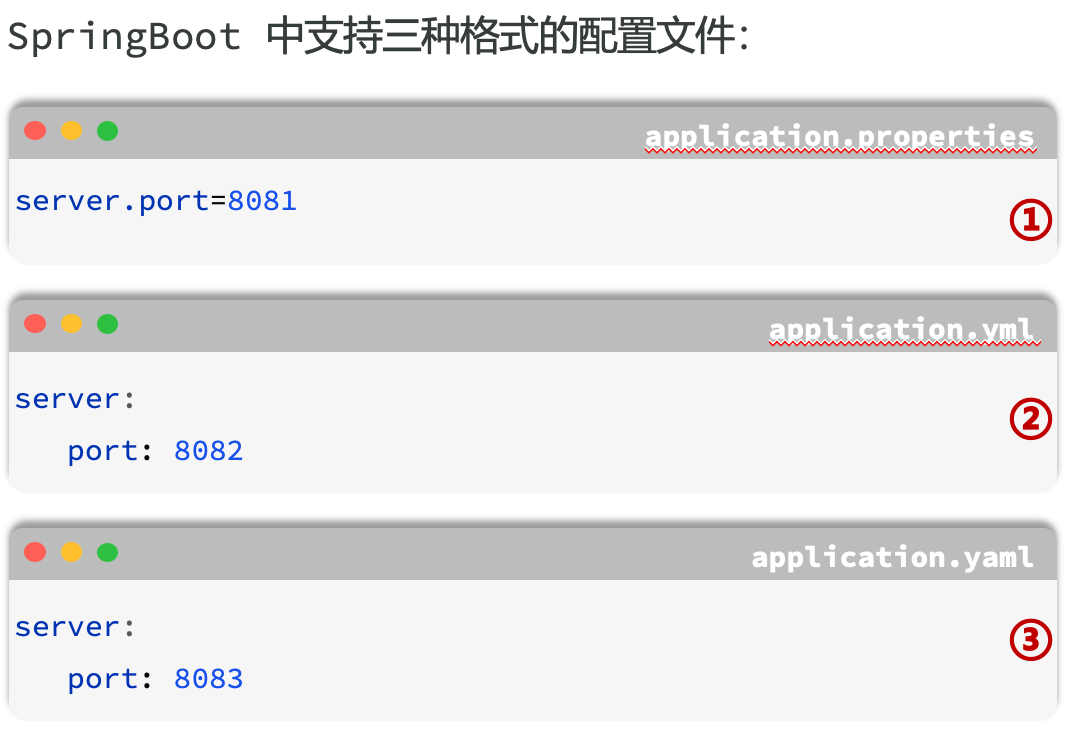 SpringBoot 中支持三种格式的配置文件：
application.properties
server.port=8081
①
application.yml
server:
port: 8082
②
application.yaml
server:
port: 8083
③